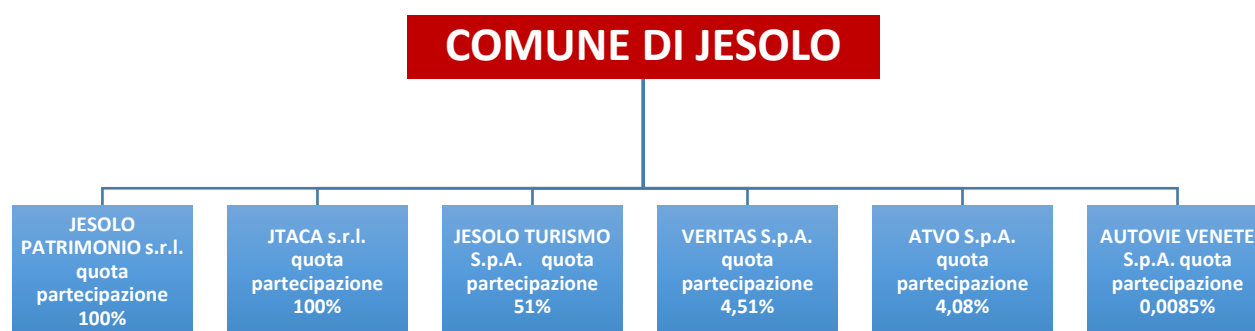 COMUNE DI JESOLO
JESOLO
PATRIMONIO s.r.l.
quota
partecipazione
100%
JTACA s.r.l.
quota
partecipazione
100%
JESOLO TURISMO
S.p.A. quota
partecipazione
51%
VERITAS S.p.A.
quota
partecipazione
4,51%
ATVO S.p.A.
quota
partecipazione
4,08%
AUTOVIE VENETE
S.p.A. quota
partecipazione
0,0085%